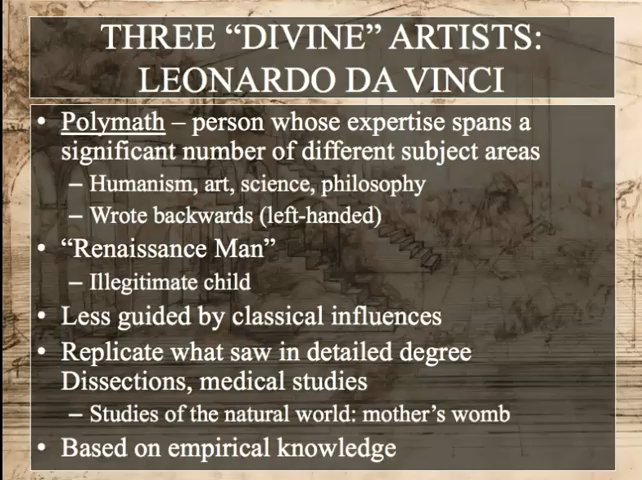 THREE “DIVINE” ARTISTS:
LEONARDO DA VINCI
• Polymath – person whose expertise spans a
significant number of different subject areas
– Humanism, art, science, philosophy
– Wrote backwards (left-handed)
• “Renaissance Man”
– Illegitimate child
• Less guided by classical influences
• Replicate what saw in detailed degree
Dissections, medical studies
– Studies of the natural world: mother’s womb
• Based on empirical knowledge